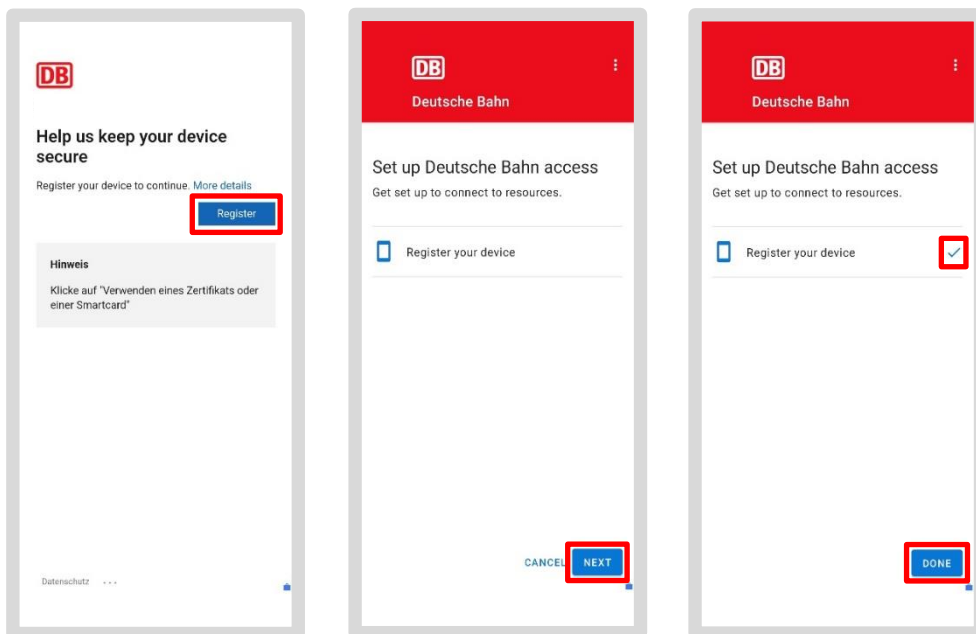 DB
Help us keep your device
secure
Register your device to continue. More details
Register
Hinweis
Klicke auf "Verwenden eines Zertifikats oder
einer Smartcard"
Datenschutz ...
DB
Deutsche Bahn
Set up Deutsche Bahn access
Get set up to connect to resources.
Register your device
CANCEL NEXT
DB
Deutsche Bahn
Set up Deutsche Bahn access
Get set up to connect to resources.
Register your device
DONE